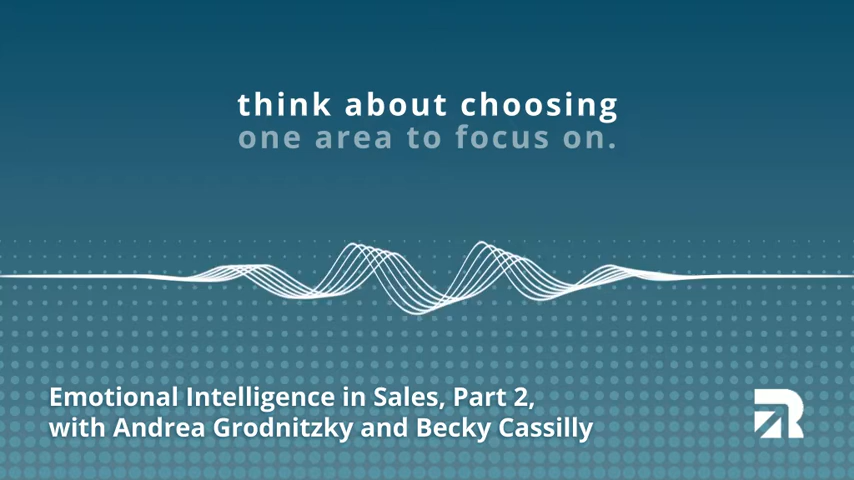 think about choosing
one area to focus on.
Emotional Intelligence in Sales, Part 2,
with Andrea Grodnitzky and Becky Cassilly